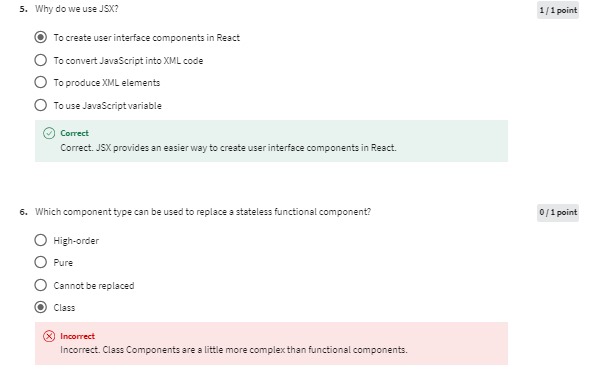 5. Why do we use JSX?
1 / 1 point
To create user interface components in React
To convert JavaScript into XML code
To produce XML elements
To use JavaScript variable
Correct
Correct. JSX provides an easier way to create user interface components in React.
6. Which component type can be used to replace a stateless functional component?
0 / 1 point
High-order
Pure
Cannot be replaced
Class
Incorrect
Incorrect. Class Components are a little more complex than functional components.